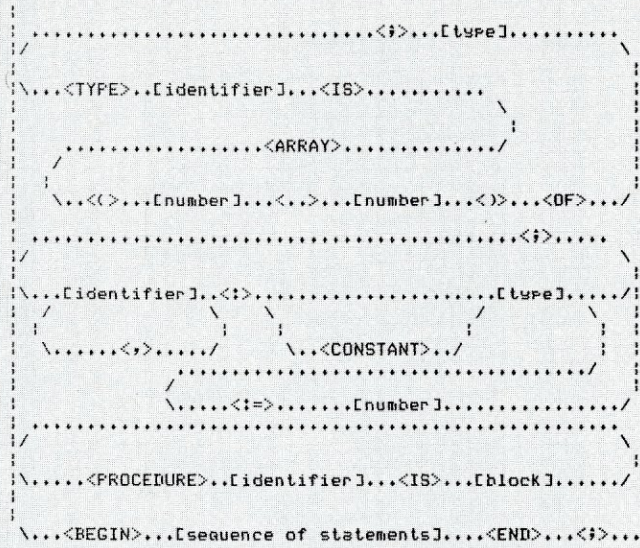 ..................................<;>...[type]..........
\...<TYPE>..[identifier]...<IS>...........
.................<ARRAY>............../
\..<(>...[number]...<..>...[number]...<)>...<OF>.../
...............................................<;>.....
\...[identifier]..<:>.......................[type]...../
\......<,>...../ \..<CONSTANT>../
........................................./
\.....<:=>.......[number]................./
.........................................................
\.....<PROCEDURE>..[identifier]...<IS>...[block]....../
\...<BEGIN>...[sequence of statements]....<END>...<;>...